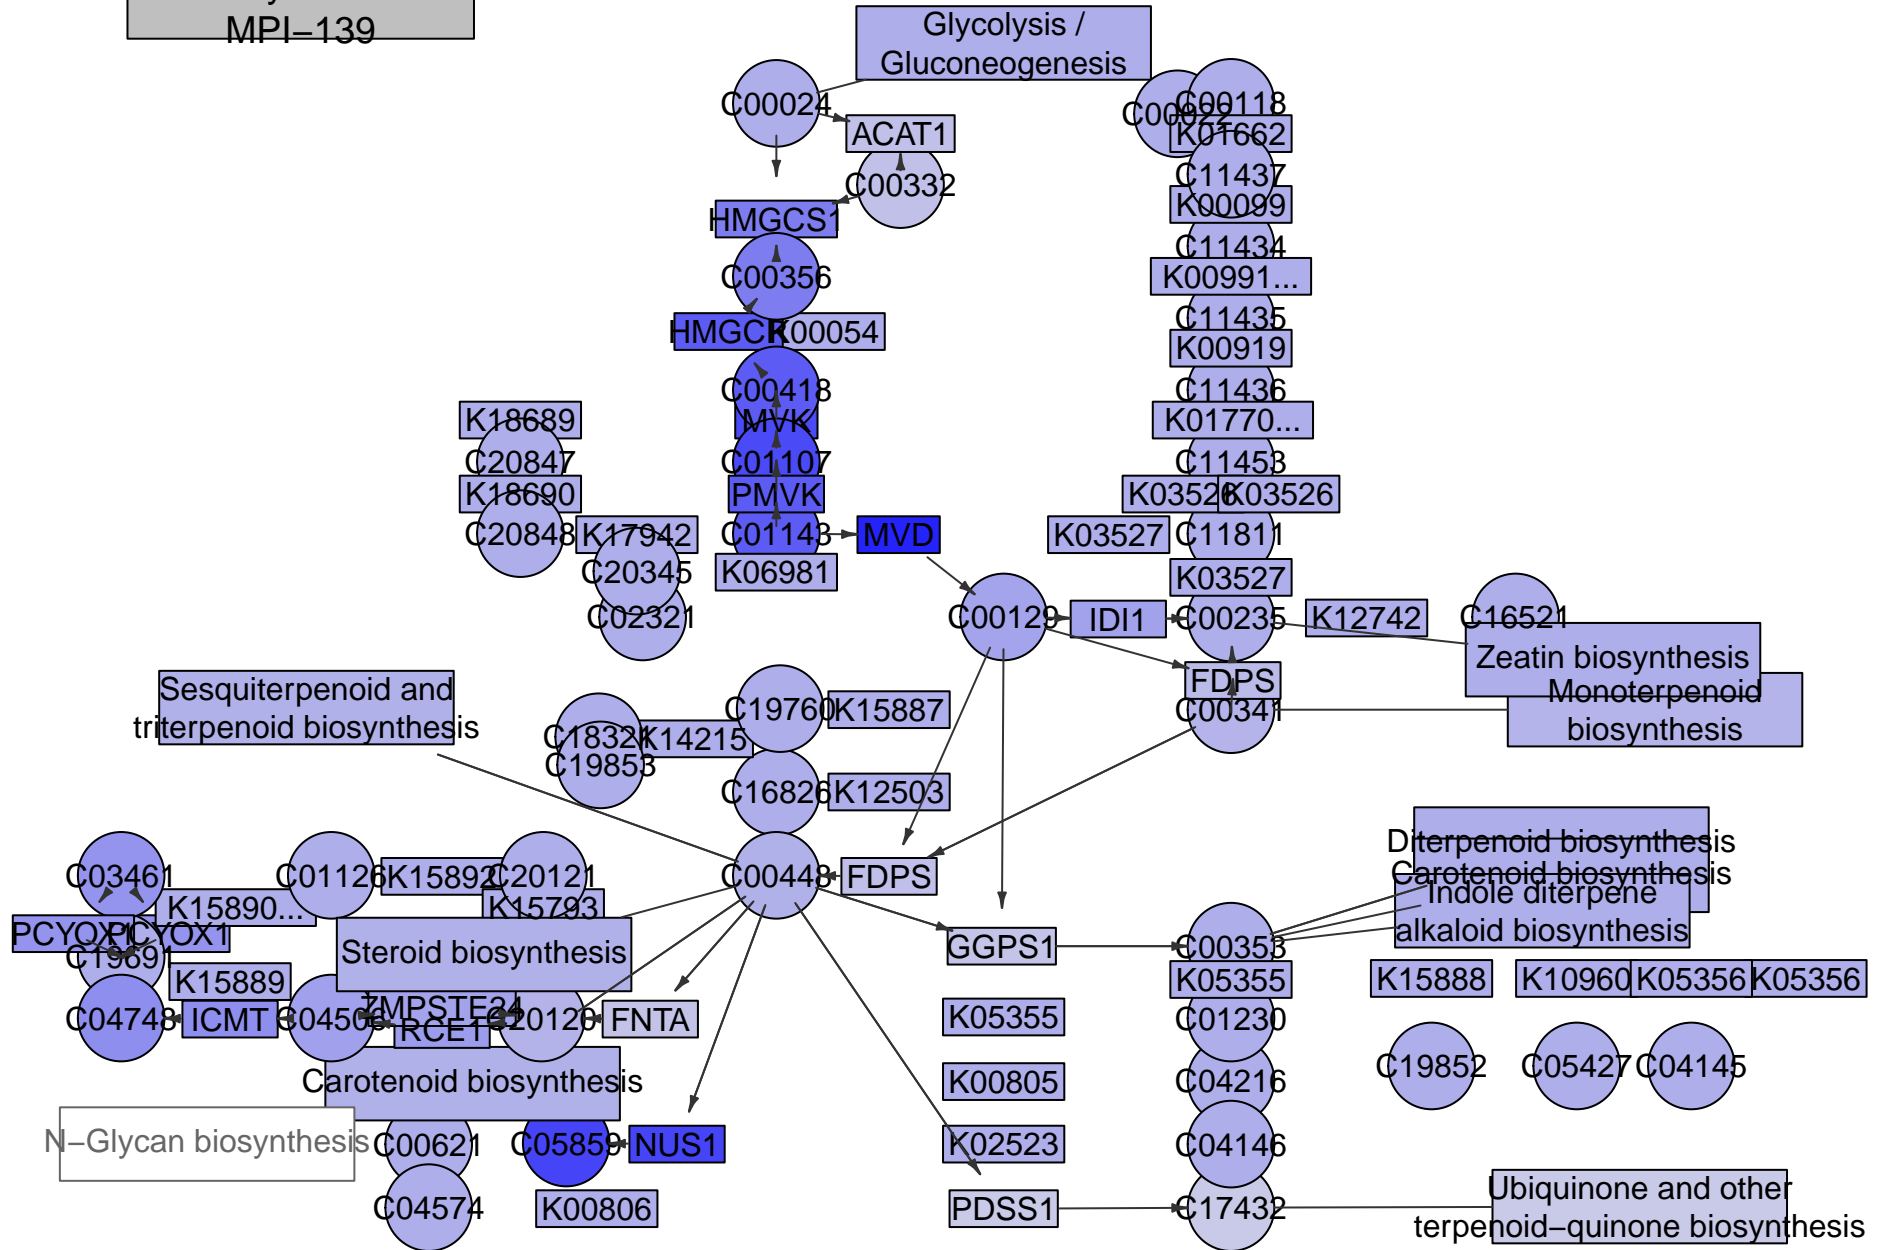 MPI−139
Glycolysis /
Gluconeogenesis
C00024
C00118
C00022
ACAT1
K01662
C11437
C00332
K00099
HMGCS1
C11434
C00356
K00991...
C11435
HMGCR
K00054
K00919
C00418
C11436
K18689
MVK
K01770...
C20847
C01107
C11453
K18690
PMVK
K03526
K03526
C20848
K17942
C01143
MVD
K03527
C11811
C20345
K06981
K03527
C02321
C00129
IDI1
C00235
K12742
C16521
Zeatin biosynthesis
FDPS
Monoterpenoid
biosynthesis
Sesquiterpenoid and
triterpenoid biosynthesis
C19760
K15887
C00341
C18324
K14215
C19853
C16826
K12503
Diterpenoid biosynthesis
Carotenoid biosynthesis
Indole diterpene
alkaloid biosynthesis
C03461
C01126
K15892
C20121
C00448
FDPS
K15890...
K15793
PCYOX1
PCYOX1
C19691
Steroid biosynthesis
GGPS1
C00353
K15889
K05355
K15888
K10960
K05356
K05356
C04748
ICMT
C04506
ZMPSTE24
RCE1
C20120
FNTA
K05355
C01230
C19852
C05427
C04145
Carotenoid biosynthesis
K00805
C04216
N−Glycan biosynthesis
C00621
C05859
NUS1
K02523
C04146
C04574
K00806
PDSS1
C17432
Ubiquinone and other
terpenoid−quinone biosynthesis